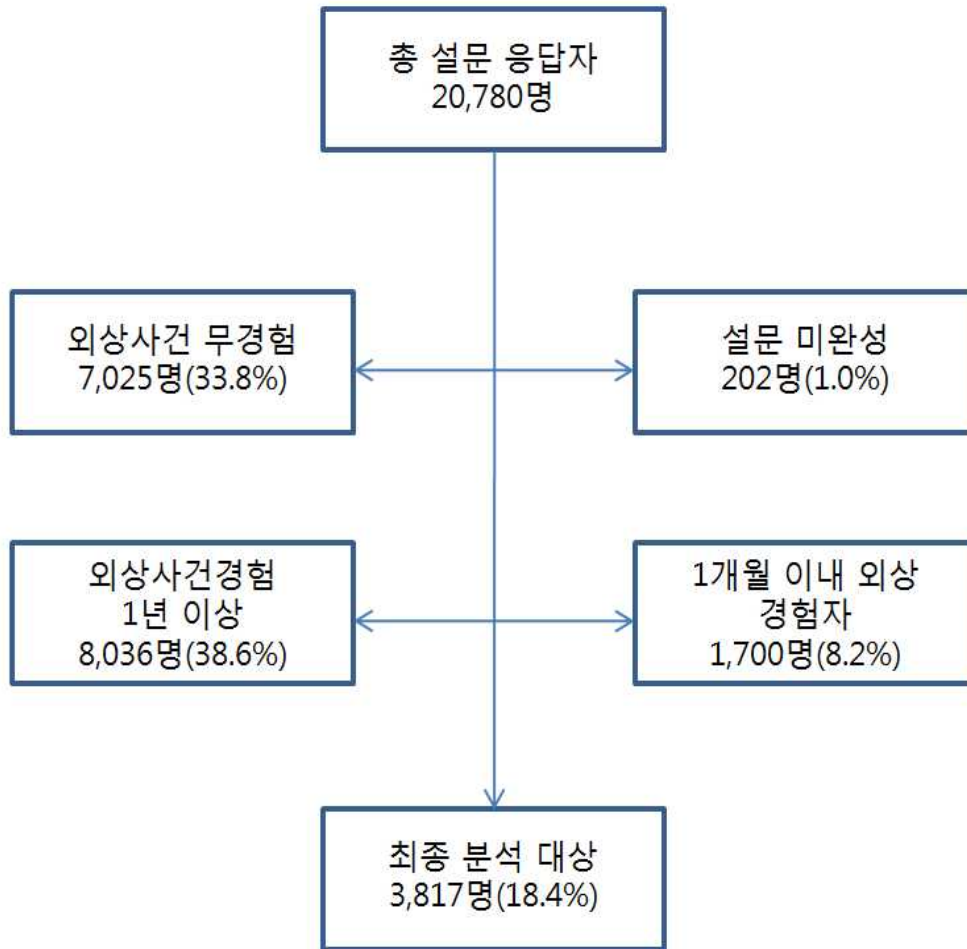 총 설문 응답자
20,780명
외상사건 무경험
7,025명(33.8%)
설문 미완성
202명(1.0%)
외상사건경험
1년 이상
8,036명(38.6%)
1개월 이내 외상
경험자
1,700명(8.2%)
최종 분석 대상
3,817명(18.4%)